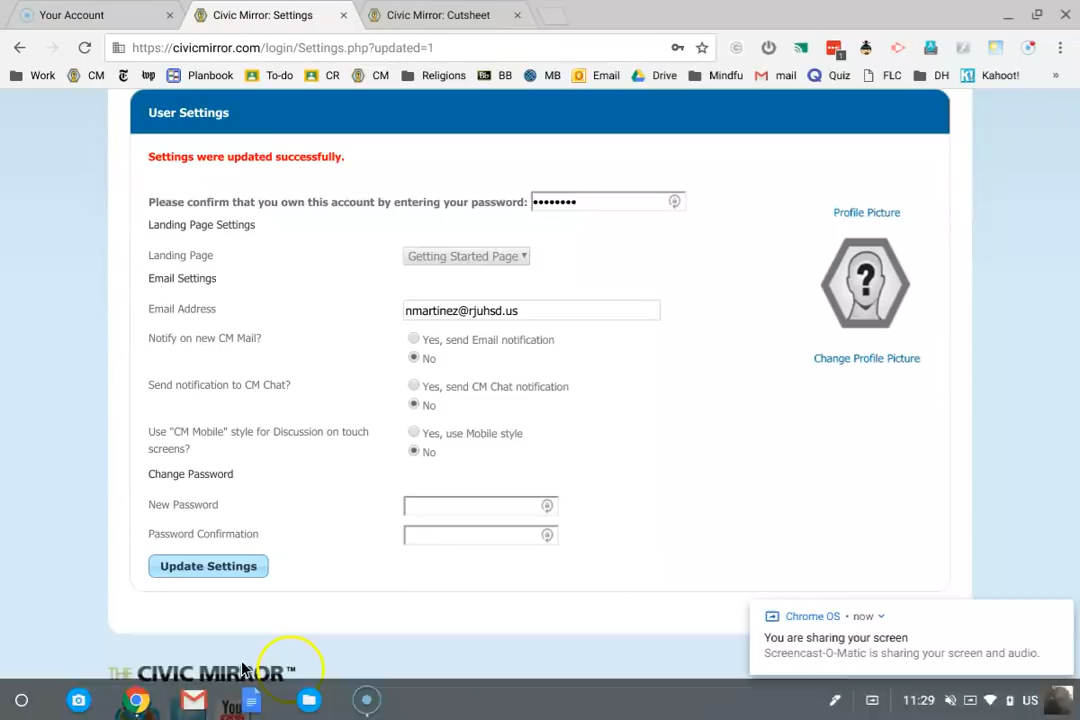 Your Account × Civic Mirror: Settings × Civic Mirror: Cutsheet ×
https://civicmirror.com/login/Settings.php?updated=1
1
Work CM wp Planbook To-do CR CM Religions Bb BB MB Email Drive Mindfu mail Quiz FLC DH K! Kahoot! »
User Settings
Settings were updated successfully.
Please confirm that you own this account by entering your password: ••••••••
Landing Page Settings
Profile Picture
Landing Page Getting Started Page
Email Settings
?
Email Address nmartinez@rjuhsd.us
Notify on new CM Mail? Yes, send Email notification
No
Change Profile Picture
Send notification to CM Chat? Yes, send CM Chat notification
No
Use "CM Mobile" style for Discussion on touch
screens?
Yes, use Mobile style
No
Change Password
New Password
Password Confirmation
Update Settings
Chrome OS • now
You are sharing your screen
Screencast-O-Matic is sharing your screen and audio.
THE CIVIC MIRROR™
You
11:29 US